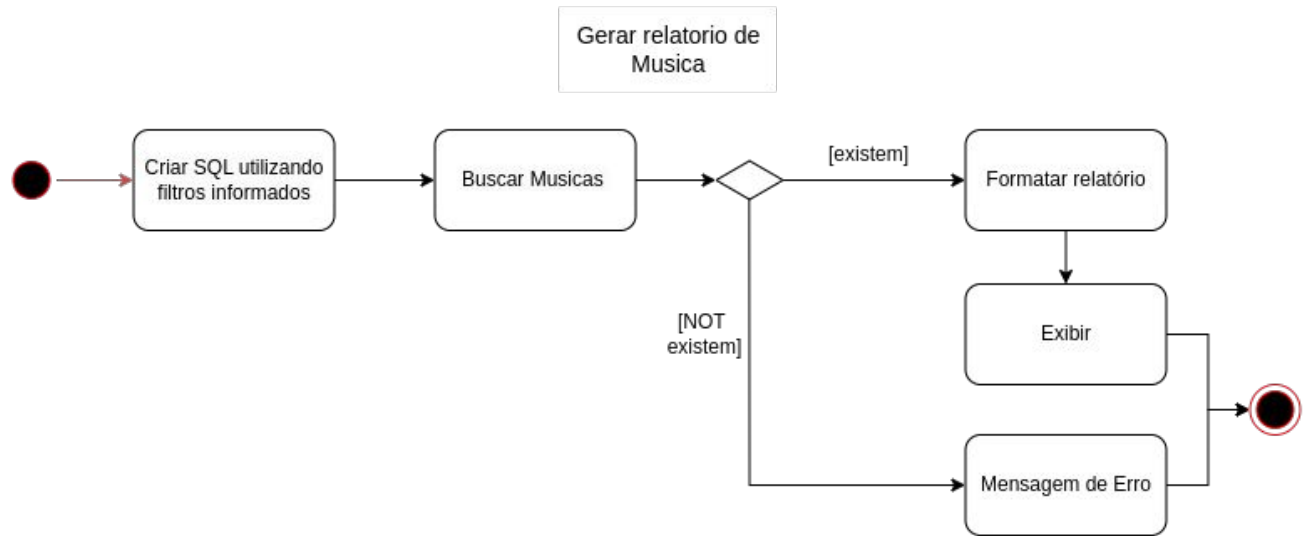 Gerar relatorio de
Musica
Criar SQL utilizando
filtros informados
Buscar Musicas
[existem]
Formatar relatório
[NOT
existem]
Exibir
Mensagem de Erro